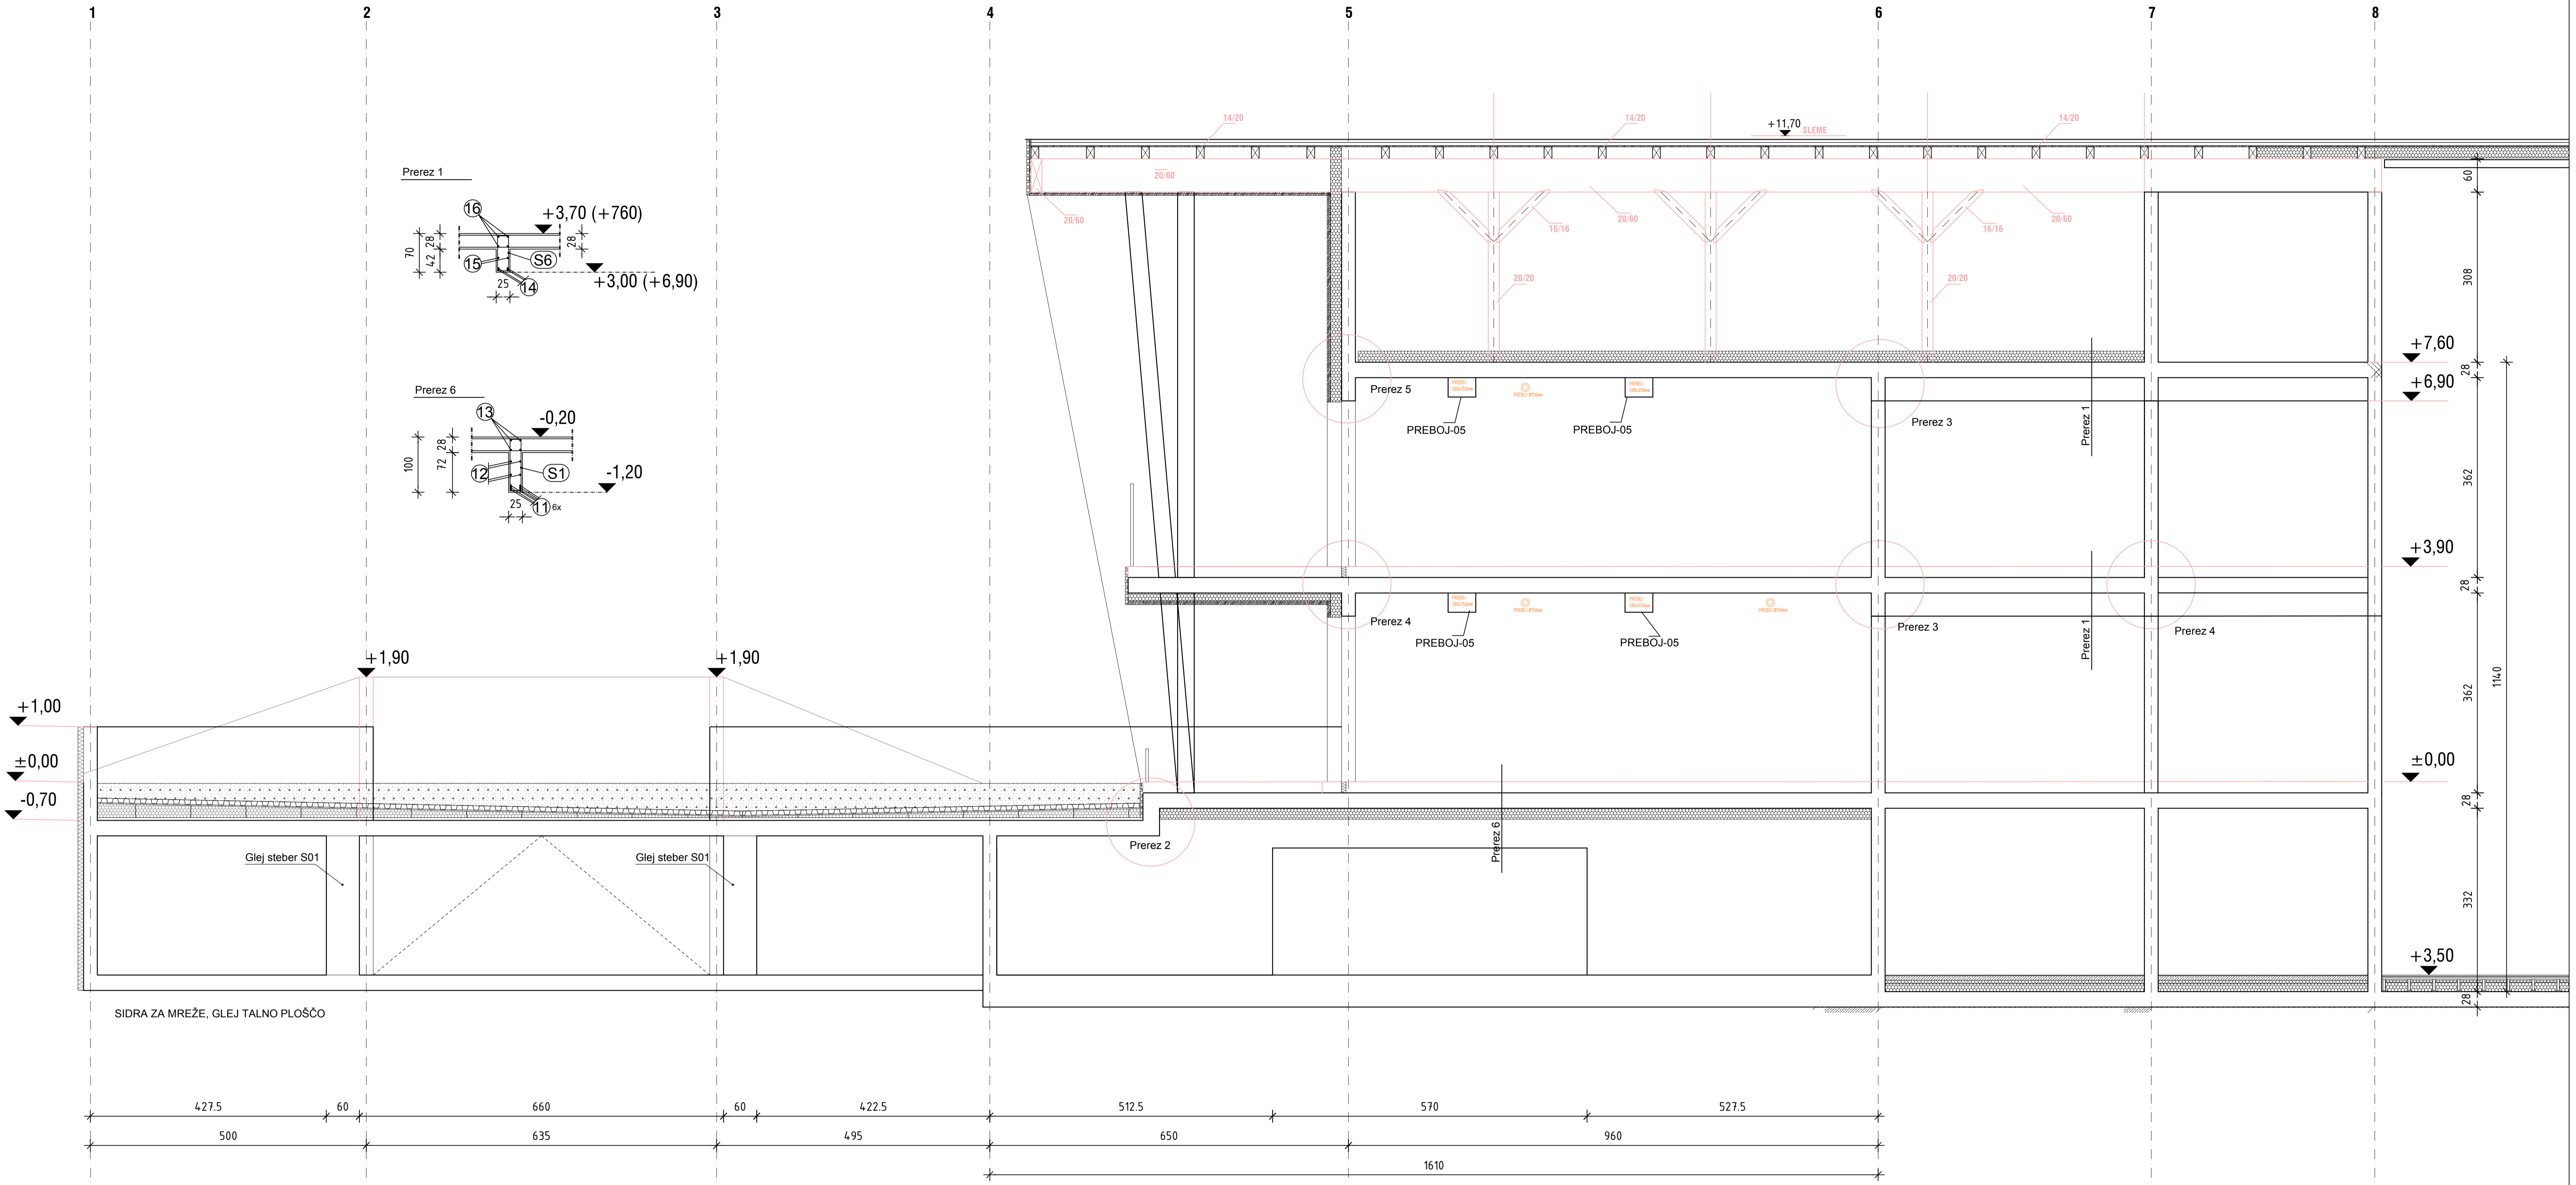 1 2 3 4 5 6 7 8
14/20 14/20 14/20
+11,70 SLEME
20/60
20/60
20/60
20/60
16/16
16/16
20/20
20/20
Prerez 1
16
+3,70 (+760)
70
28
42
28
15
S6
14
25
+3,00 (+6,90)
Prerez 6
13
-0,20
100
28
72
12
S1
-1,20
25
11 6x
60
308
+7,60
28
+6,90
Prerez 5
PREBOJ-05
PREBOJ-05
Prerez 3
Prerez 1
362
+3,90
28
Prerez 4
PREBOJ-05
PREBOJ-05
Prerez 3
Prerez 1
Prerez 4
362
1140
+1,90
+1,90
+1,00
±0,00
-0,70
±0,00
28
Prerez 2
Prerez 6
Glej steber S01
Glej steber S01
332
+3,50
28
SIDRA ZA MREŽE, GLEJ TALNO PLOŠČO
427.5 60 660 60 422.5 512.5 570 527.5
500 635 495 650 960
1610